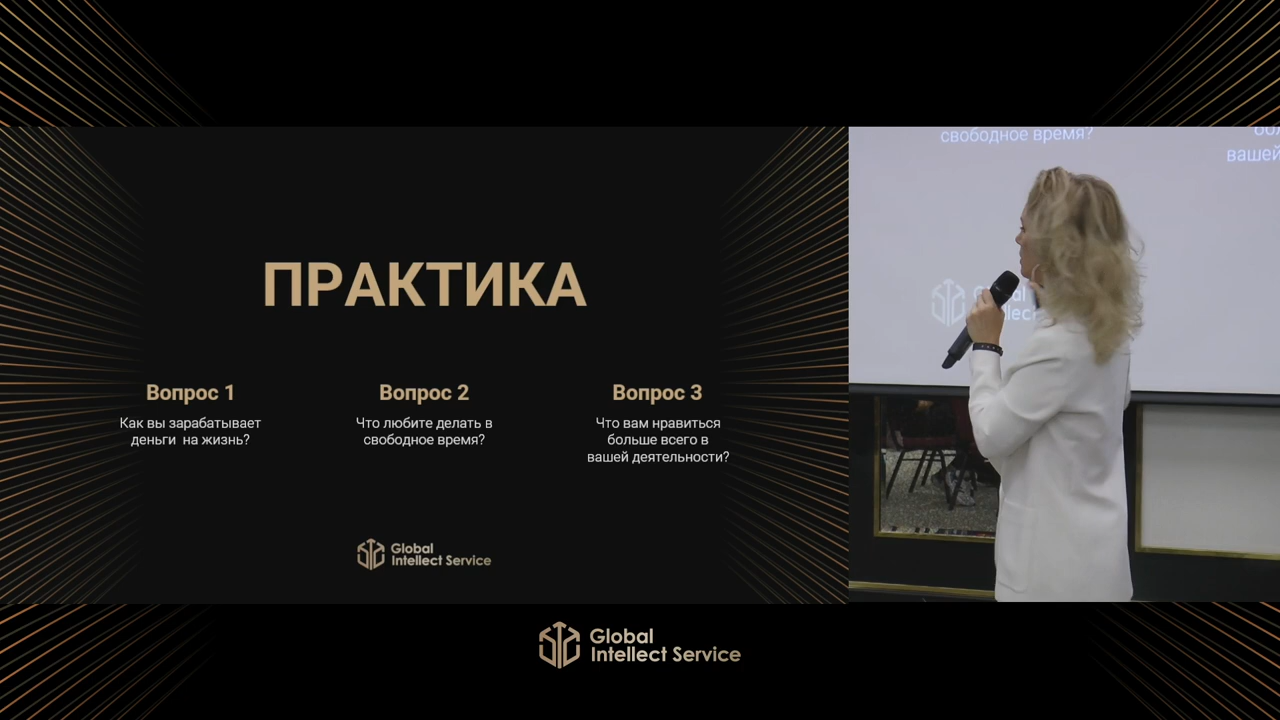 ПРАКТИКА
Вопрос 1
Как вы зарабатывает
деньги на жизнь?
Вопрос 2
Что любите делать в
свободное время?
Вопрос 3
Что вам нравиться
больше всего в
вашей деятельности?
Global
Intellect Service
свободное время?
вашей
Global
Intellect Service